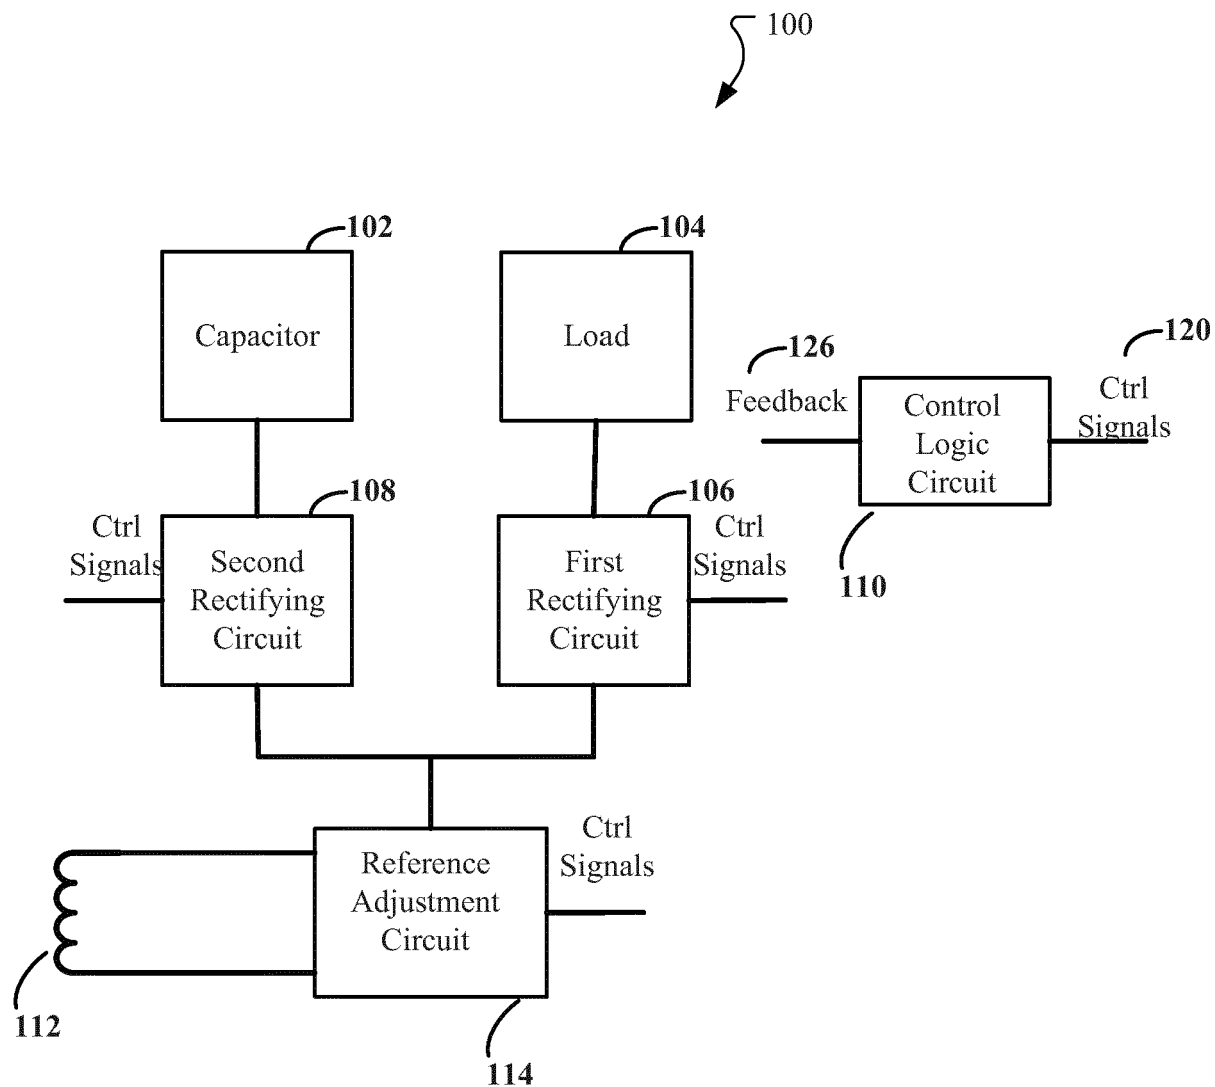 100
102
104
Capacitor
Load
126
120
Feedback
Control
Logic
Circuit
Ctrl
Signals
110
108
106
Ctrl
Signals
Second
Rectifying
Circuit
First
Rectifying
Circuit
Ctrl
Signals
Reference
Adjustment
Circuit
Ctrl
Signals
112
114